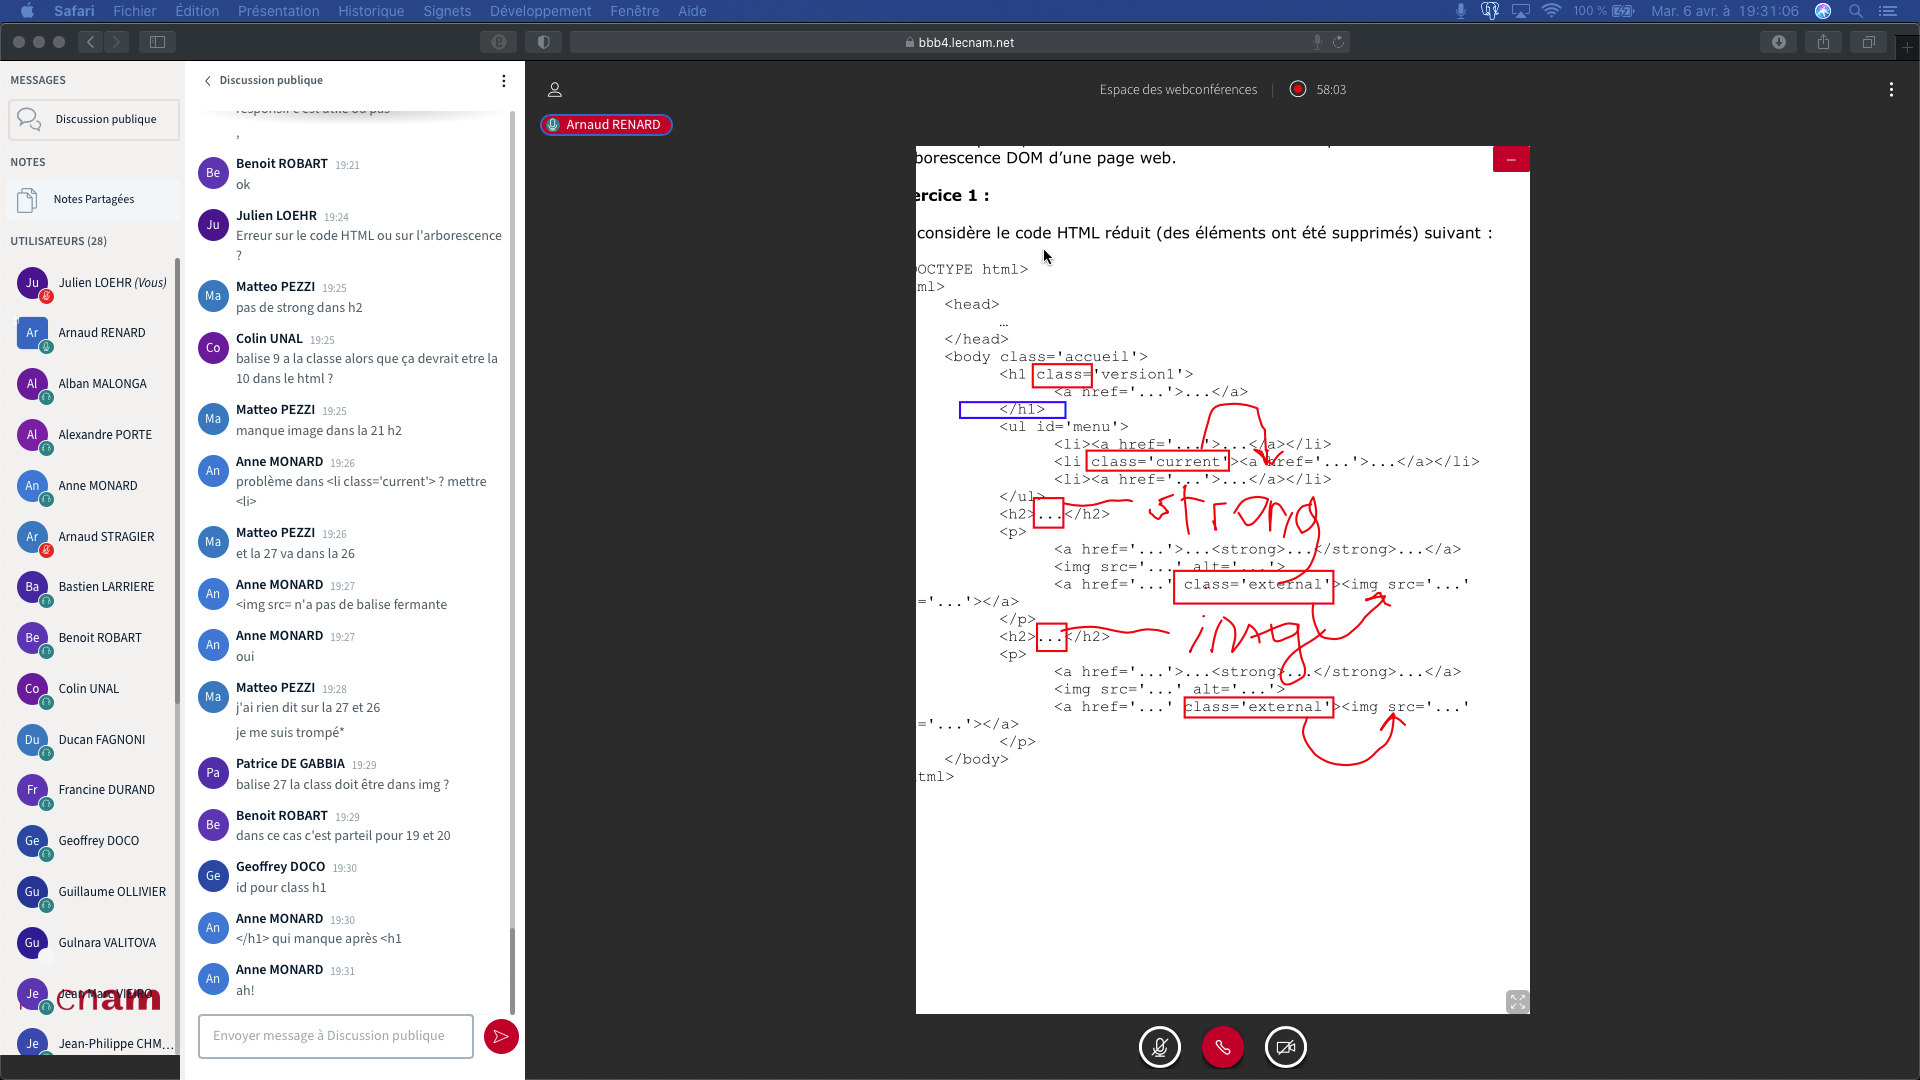 Safari Fichier Édition Présentation Historique Signets Développement Fenêtre Aide
100 % Mar. 6 avr. à 19:31:06
bbb4.lecnam.net
MESSAGES
Discussion publique
NOTES
Notes Partagées
UTILISATEURS (28)
Ju Julien LOEHR (Vous)
Ar Arnaud RENARD
Al Alban MALONGA
Al Alexandre PORTE
An Anne MONARD
Ar Arnaud STRAGIER
Ba Bastien LARRIERE
Be Benoit ROBART
Co Colin UNAL
Du Ducan FAGNONI
Fr Francine DURAND
Ge Geoffrey DOCO
Gu Guillaume OLLIVIER
Gu Gulnara VALITOVA
Je Jean Marc VIEIRO
cnam
Je Jean-Philippe CHM...
Discussion publique
responsif c'est utile ou pas
,
Be Benoit ROBART 19:21
ok
Ju Julien LOEHR 19:24
Erreur sur le code HTML ou sur l'arborescence
?
Ma Matteo PEZZI 19:25
pas de strong dans h2
Co Colin UNAL 19:25
balise 9 a la classe alors que ça devrait etre la
10 dans le html ?
Ma Matteo PEZZI 19:25
manque image dans la 21 h2
An Anne MONARD 19:26
problème dans <li class='current'> ? mettre
<li>
Ma Matteo PEZZI 19:26
et la 27 va dans la 26
An Anne MONARD 19:27
<img src= n'a pas de balise fermante
An Anne MONARD 19:27
oui
Ma Matteo PEZZI 19:28
j'ai rien dit sur la 27 et 26
je me suis trompé*
Pa Patrice DE GABBIA 19:29
balise 27 la class doit être dans img ?
Be Benoit ROBART 19:29
dans ce cas c'est parteil pour 19 et 20
Ge Geoffrey DOCO 19:30
id pour class h1
An Anne MONARD 19:30
</h1> qui manque après <h1
An Anne MONARD 19:31
ah!
Envoyer message à Discussion publique
Espace des webconférences | 58:03
Arnaud RENARD
borescence DOM d'une page web.
ercice 1 :
considère le code HTML réduit (des éléments ont été supprimés) suivant :
OCTYPE html>
ml>
<head>
…
</head>
<body class='accueil'>
<h1 class='version1'>
<a href='...'>...</a>
</h1>
<ul id='menu'>
<li><a href='...'>...</a></li>
<li class='current'><a href='...'>...</a></li>
<li><a href='...'>...</a></li>
</ul>
<h2>...</h2> strong
<p>
<a href='...'>...<strong>...</strong>...</a>
<img src='...' alt='...'>
<a href='...' class='external'><img src='...'
='...'></a>
</p>
<h2>...</h2> img
<p>
<a href='...'>...<strong>...</strong>...</a>
<img src='...' alt='...'>
<a href='...' class='external'><img src='...'
='...'></a>
</p>
</body>
tml>